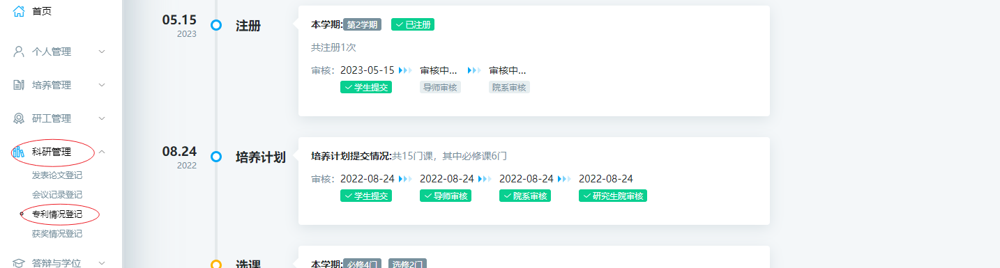 首页
个人管理
培养管理
研工管理
科研管理
发表论文登记
会议记录登记
专利情况登记
获奖情况登记
答辩与学位
05.15
2023
注册
本学期:第2学期 已注册
共注册1次
审核: 2023-05-15 审核中... 审核中...
学生提交 导师审核 院系审核
08.24
2022
培养计划
培养计划提交情况:共15门课，其中必修课6门
审核: 2022-08-24 2022-08-24 2022-08-24 2022-08-24
学生提交 导师审核 院系审核 研究生院审核
选课
本学期: 必修4门 选修2门